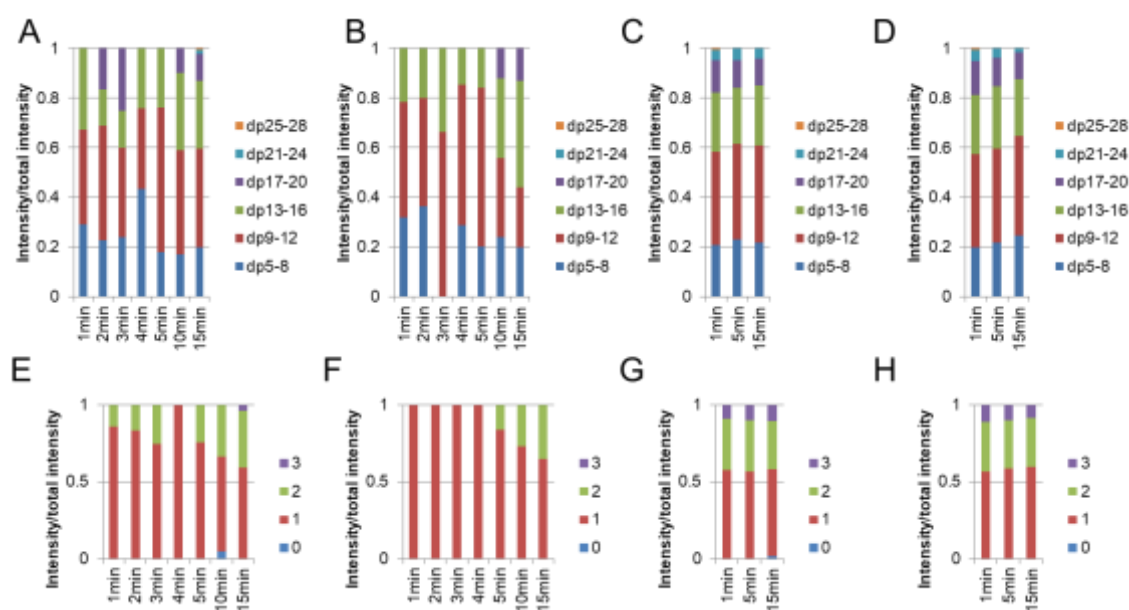 A
B
C
D
Intensity/total intensity
1
0.8
0.6
0.4
0.2
0
1min
2min
3min
4min
5min
10min
15min
dp25-28
dp21-24
dp17-20
dp13-16
dp9-12
dp5-8
Intensity/total intensity
1
0.8
0.6
0.4
0.2
0
1min
2min
3min
4min
5min
10min
15min
dp25-28
dp21-24
dp17-20
dp13-16
dp9-12
dp5-8
Intensity/total intensity
1
0.8
0.6
0.4
0.2
0
1min
5min
15min
dp25-28
dp21-24
dp17-20
dp13-16
dp9-12
dp5-8
Intensity/total intensity
1
0.8
0.6
0.4
0.2
0
1min
5min
15min
dp25-28
dp21-24
dp17-20
dp13-16
dp9-12
dp5-8
E
F
G
H
Intensity/total intensity
1
0.5
0
1min
2min
3min
4min
5min
10min
15min
3
2
1
0
Intensity/total intensity
1
0.5
0
1min
2min
3min
4min
5min
10min
15min
3
2
1
0
Intensity/total intensity
1
0.5
0
1min
5min
15min
3
2
1
0
Intensity/total intensity
1
0.5
0
1min
5min
15min
3
2
1
0